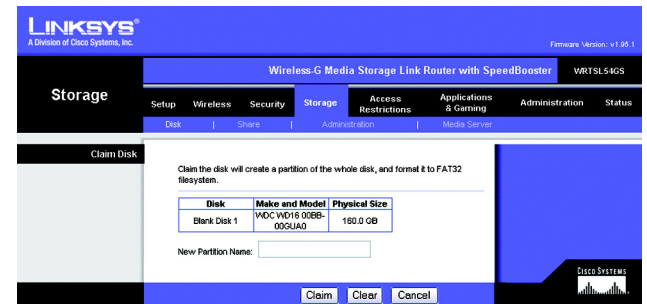 LINKSYS®
A Division of Cisco Systems, Inc.
Firmware Version: v1.95.1
Wireless-G Media Storage Link Router with SpeedBooster WRTSL54GS
Storage
Setup Wireless Security Storage Access Restrictions Applications & Gaming Administration Status
Disk | Share | Administration | Media Server
Claim Disk
Claim the disk will create a partition of the whole disk, and format it to FAT32
filesystem.
Disk Make and Model Physical Size
Blank Disk 1 WDC WD16 00BB-00GUA0 160.0 GB
New Partition Name:
CISCO SYSTEMS
Claim Clear Cancel